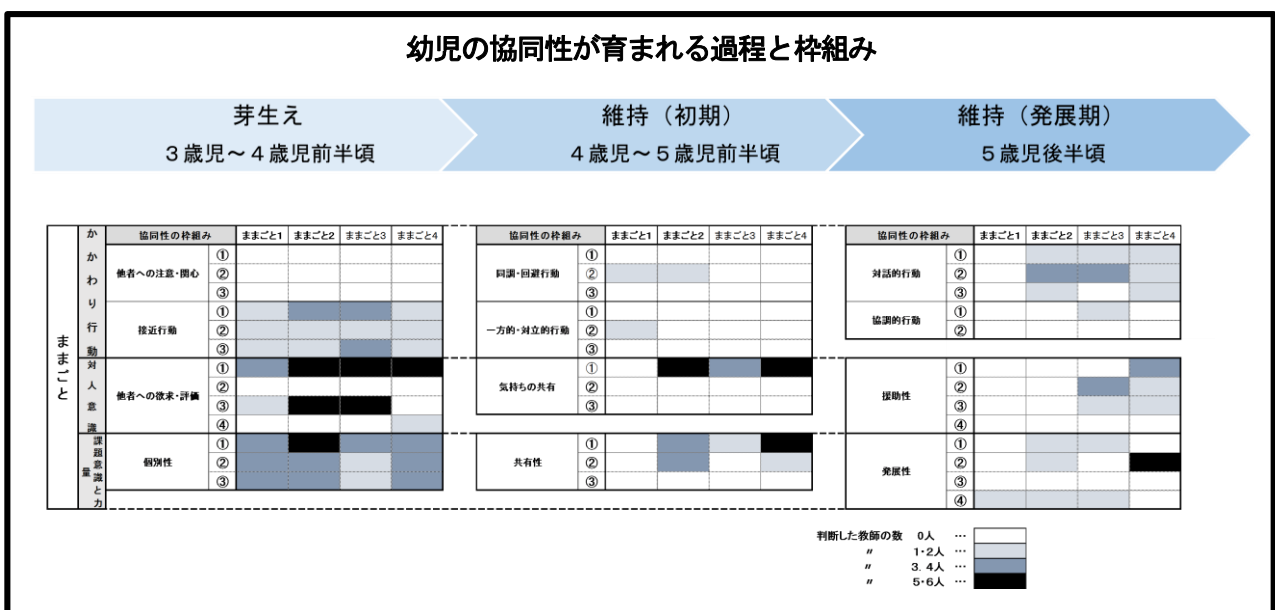 幼児の協同性が育まれる過程と枠組み
芽生え
3歳児~4歳児前半頃
維持(初期)
4歳児~5歳児前半頃
維持(発展期)
5歳児後半頃
ままごと
かかわり行動
協同性の枠組み ままごと1 ままごと2 ままごと3 ままごと4
他者への注意・関心 ① ② ③
接近行動 ① ② ③
対人意識
他者への欲求・評価 ① ② ③ ④
課題意識と力量
個別性 ① ② ③
協同性の枠組み ままごと1 ままごと2 ままごと3 ままごと4
同調・回避行動 ① ② ③
一方的・対立的行動 ① ② ③
気持ちの共有 ① ② ③
共有性 ① ② ③
協同性の枠組み ままごと1 ままごと2 ままごと3 ままごと4
対話的行動 ① ② ③
協調的行動 ① ②
援助性 ① ② ③ ④
発展性 ① ② ③ ④
判断した教師の数 0人 …
〃 1・2人 …
〃 3.4人 …
〃 5・6人 …